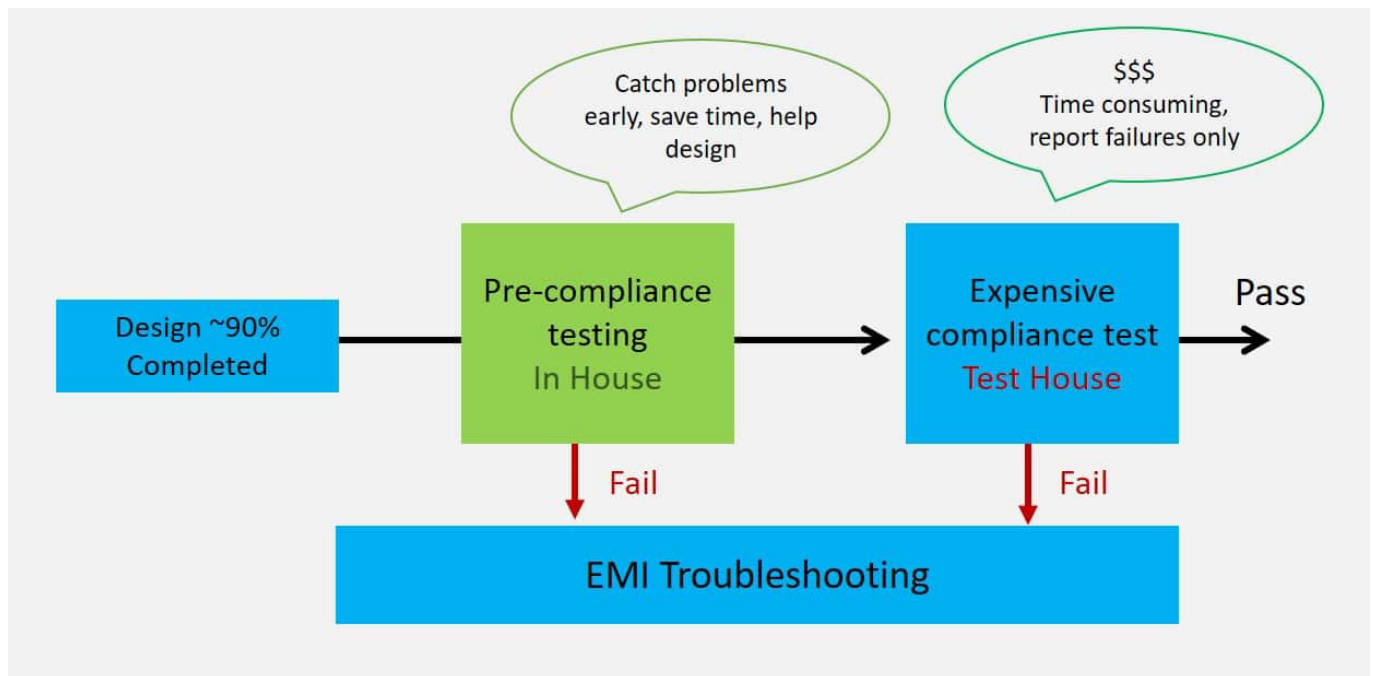 Catch problems
early, save time, help
design
$$$
Time consuming,
report failures only
Design ~90%
Completed
Pre-compliance
testing
In House
Expensive
compliance test
Test House
Pass
Fail
Fail
EMI Troubleshooting